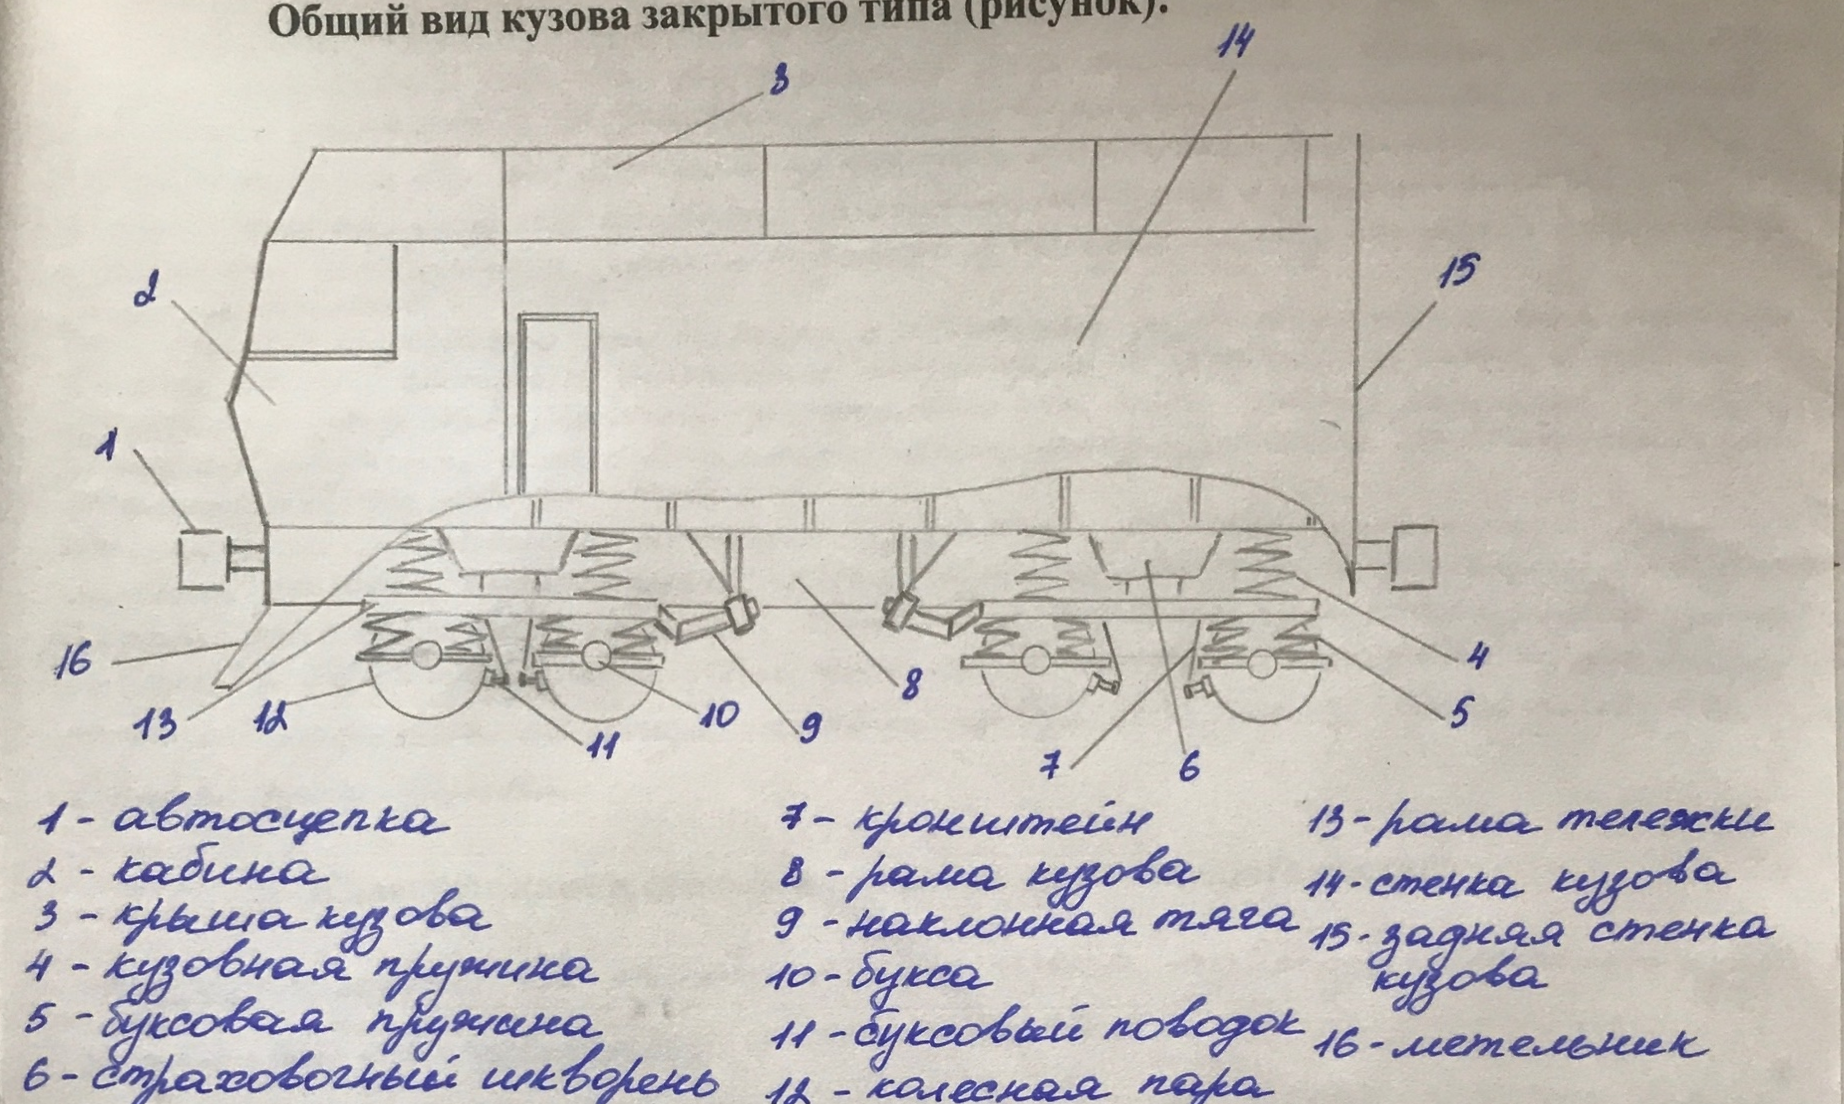 Общий вид кузова закрытого типа (рисунок).
3
14
2
15
1
16
13
12
11
10
9
8
7
6
4
5
1 - автосцепка
2 - кабина
3 - крыша кузова
4 - кузовная пружина
5 - буксовая пружина
6 - страховочный шкворень
7 - кронштейн
8 - рама кузова
9 - наклонная тяга
10 - букса
11 - буксовый поводок
12 - колесная пара
13 - рама тележки
14 - стенка кузова
15 - задняя стенка
кузова
16 - метельник